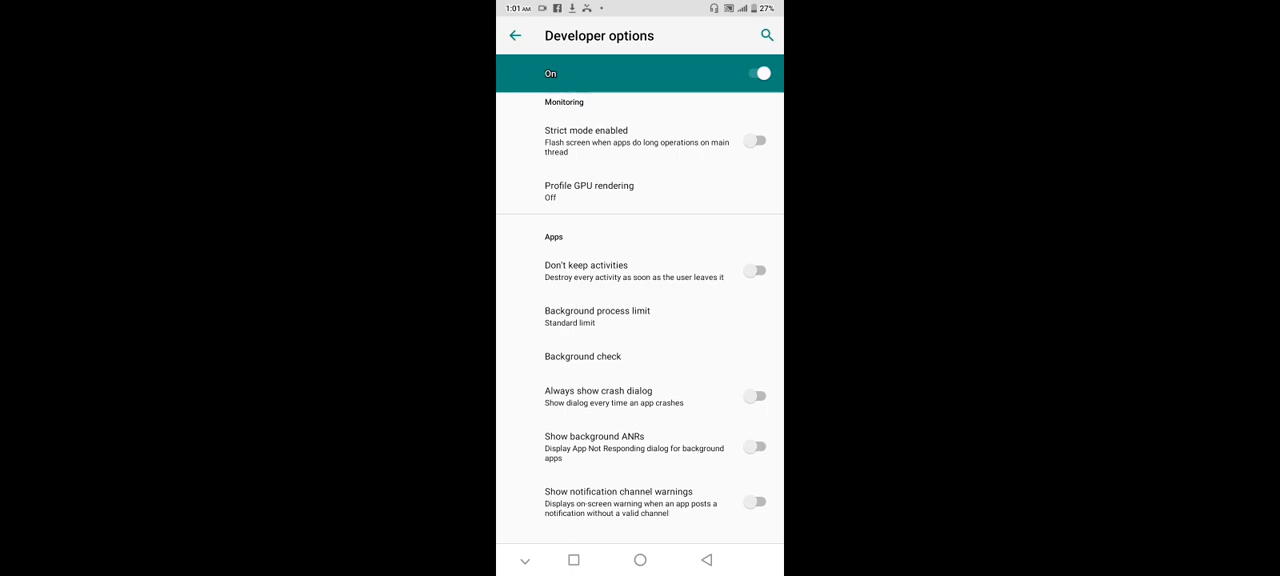 1:01 AM 27%
Developer options
On
Monitoring
Strict mode enabled
Flash screen when apps do long operations on main
thread
Profile GPU rendering
Off
Apps
Don't keep activities
Destroy every activity as soon as the user leaves it
Background process limit
Standard limit
Background check
Always show crash dialog
Show dialog every time an app crashes
Show background ANRs
Display App Not Responding dialog for background
apps
Show notification channel warnings
Displays on-screen warning when an app posts a
notification without a valid channel